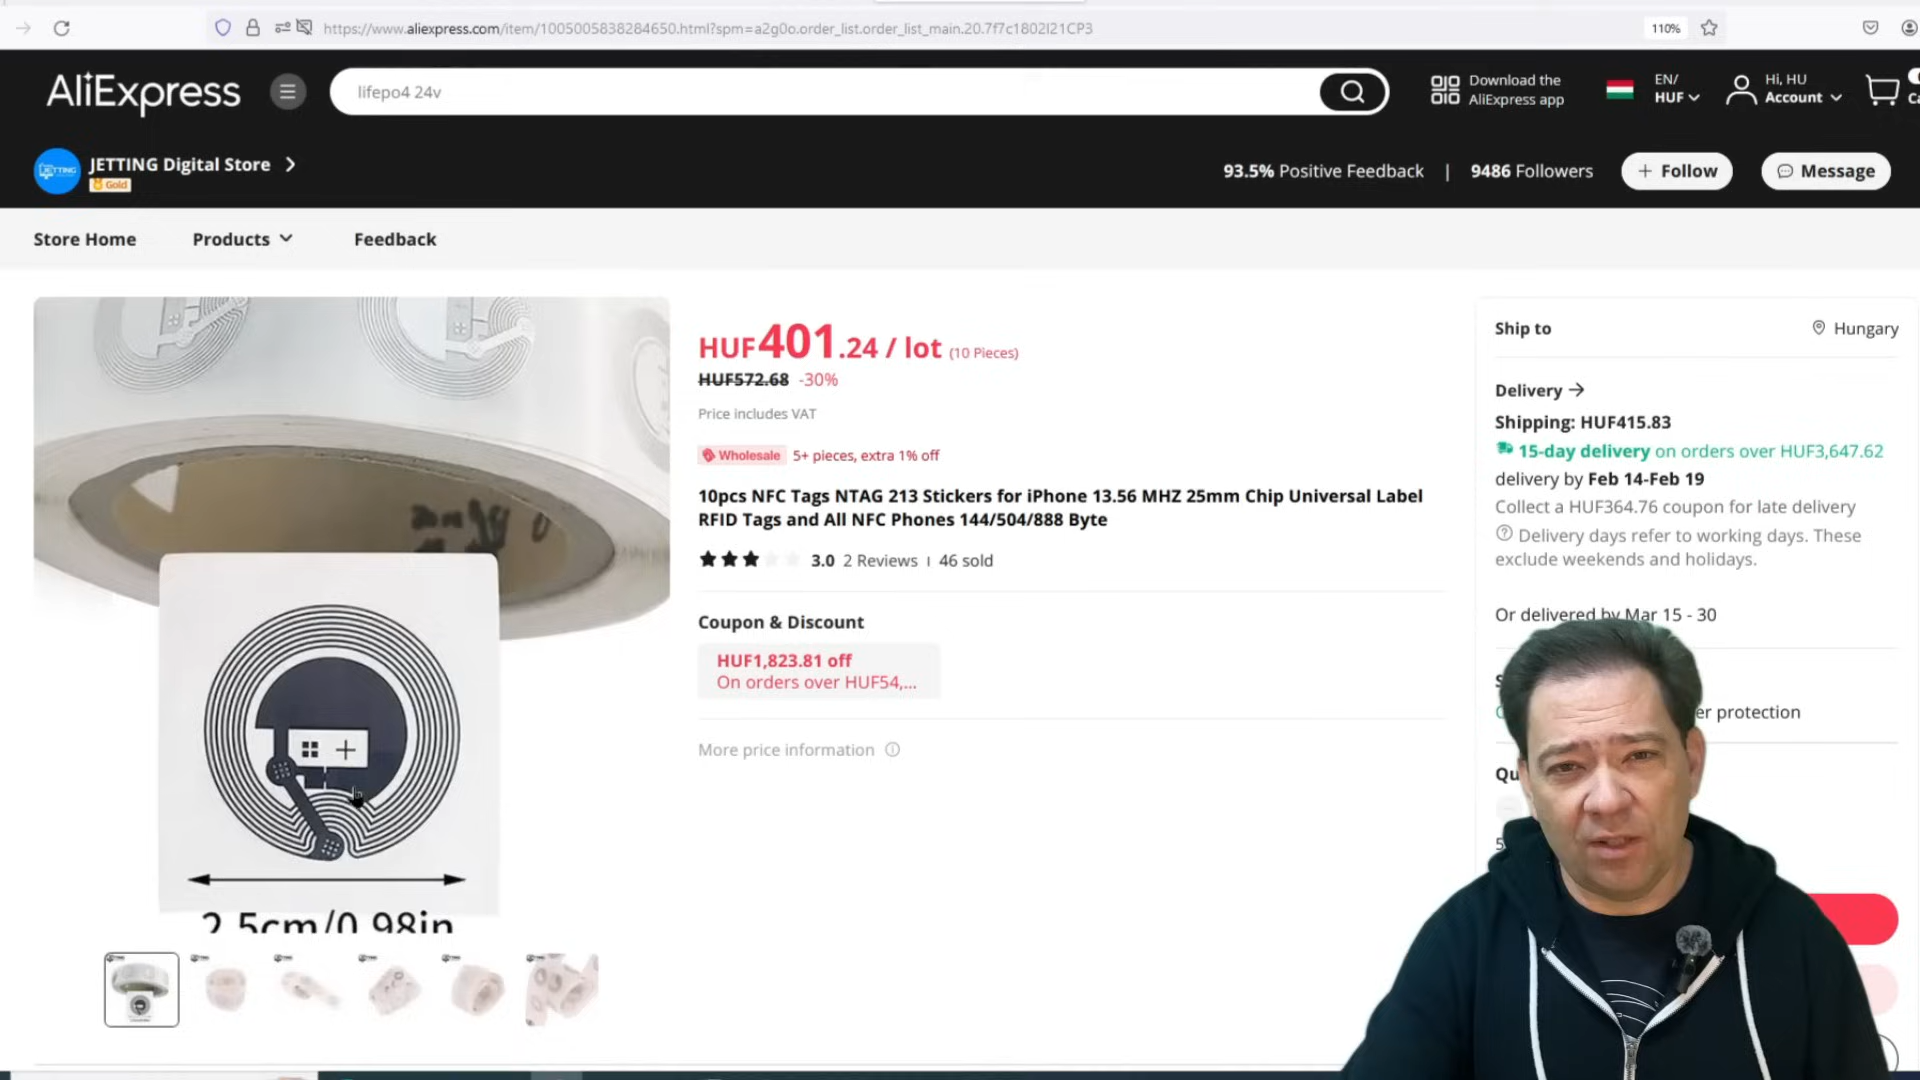 https://www.aliexpress.com/item/1005005838284650.html?spm=a2g0o.order_list.order_list_main.20.7f7c1802I21CP3
110%
AliExpress
lifepo4 24v
Download the
AliExpress app
EN/
HUF
Hi, HU
Account
JETTING Digital Store
Gold
93.5% Positive Feedback | 9486 Followers
+ Follow
Message
Store Home
Products
Feedback
2.5cm/0.98in
HUF401.24 / lot (10 Pieces)
HUF572.68 -30%
Price includes VAT
Wholesale 5+ pieces, extra 1% off
10pcs NFC Tags NTAG 213 Stickers for iPhone 13.56 MHZ 25mm Chip Universal Label
RFID Tags and All NFC Phones 144/504/888 Byte
3.0 2 Reviews 46 sold
Coupon & Discount
HUF1,823.81 off
On orders over HUF54,...
More price information
Ship to
Hungary
Delivery
Shipping: HUF415.83
15-day delivery on orders over HUF3,647.62
delivery by Feb 14-Feb 19
Collect a HUF364.76 coupon for late delivery
Delivery days refer to working days. These
exclude weekends and holidays.
Or delivered by Mar 15 - 30
er protection
Qu